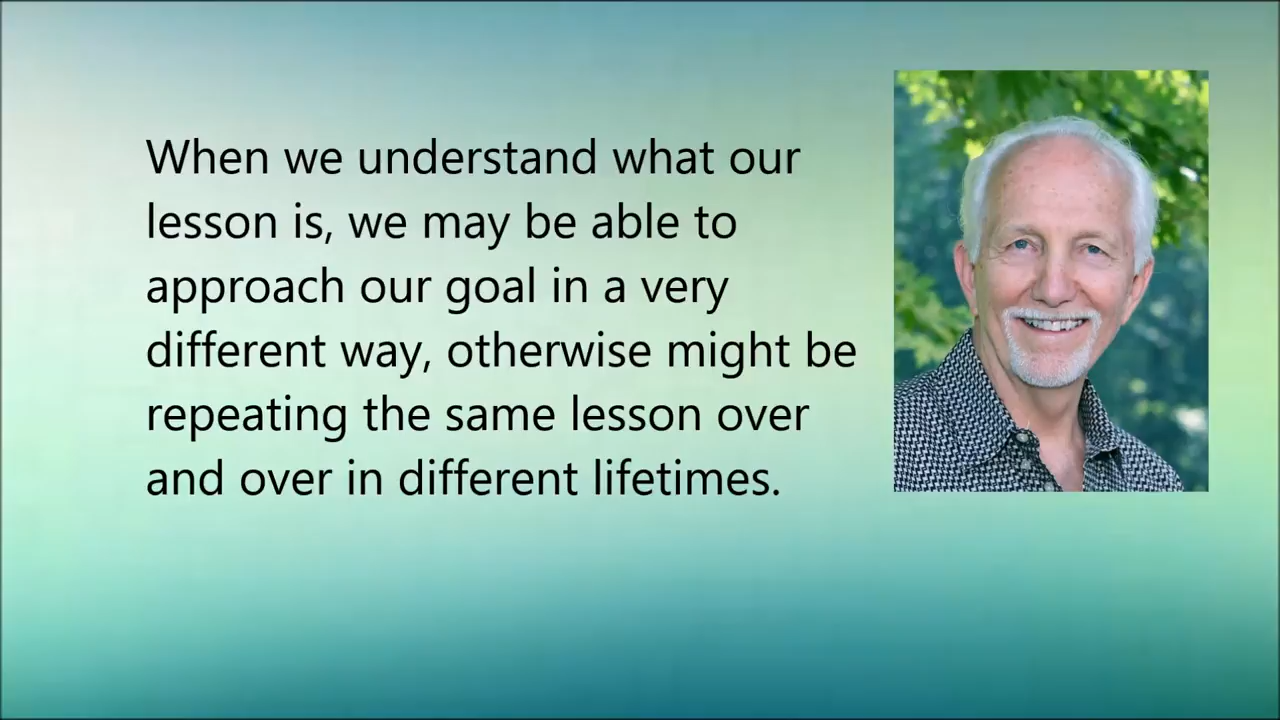 When we understand what our
lesson is, we may be able to
approach our goal in a very
different way, otherwise might be
repeating the same lesson over
and over in different lifetimes.